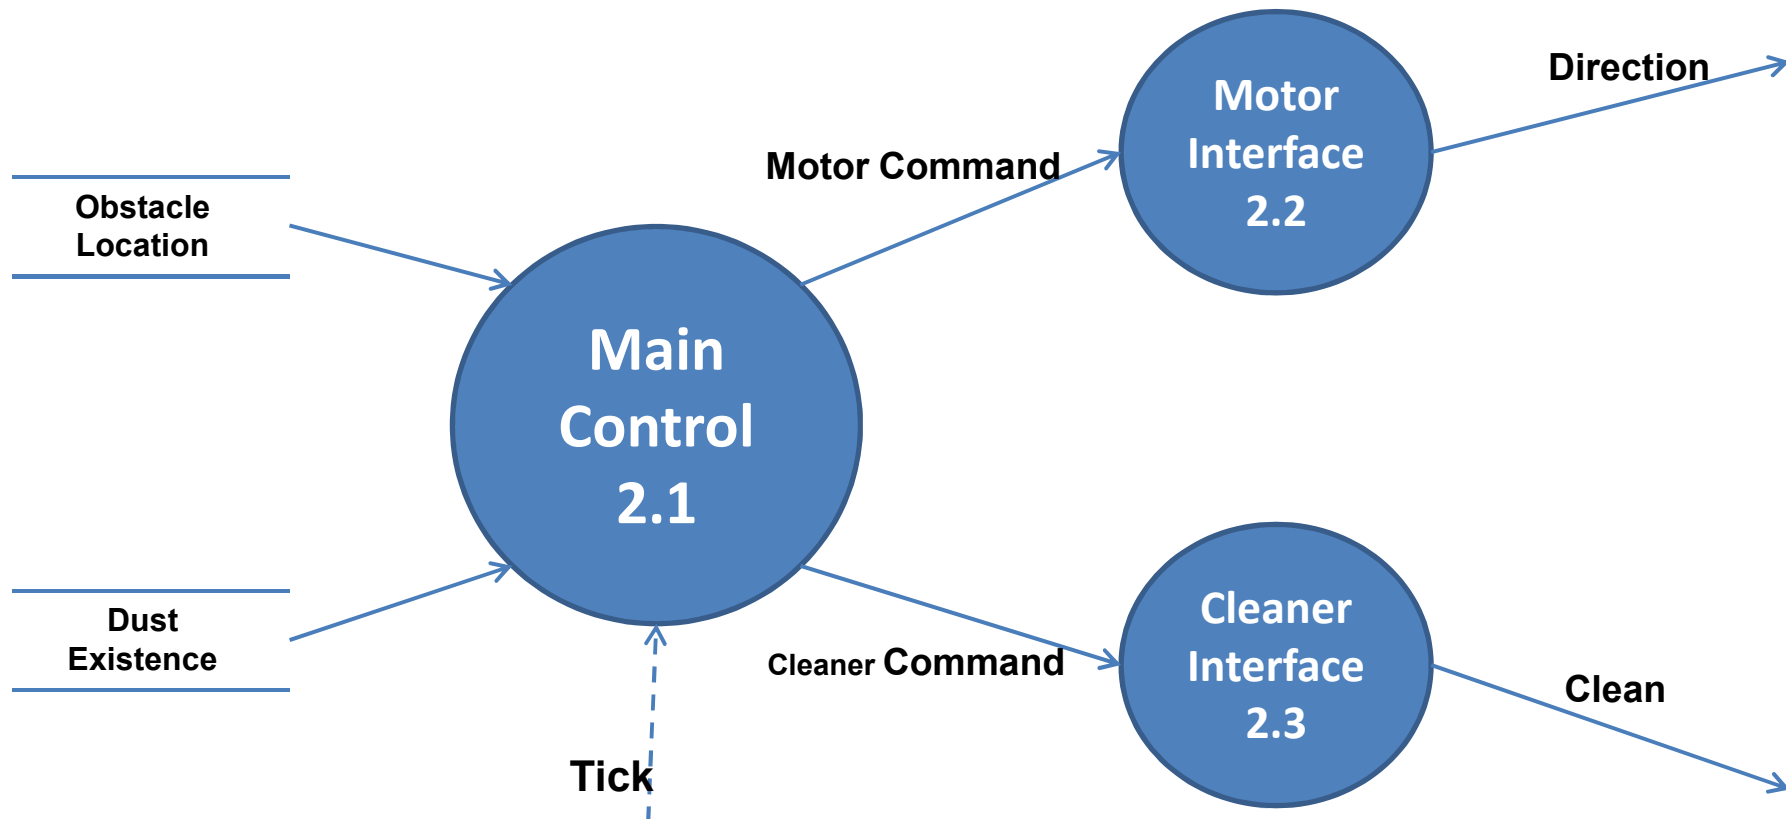 Obstacle
Location
Dust
Existence
Main
Control
2.1
Tick
Motor Command
Cleaner Command
Motor
Interface
2.2
Cleaner
Interface
2.3
Direction
Clean